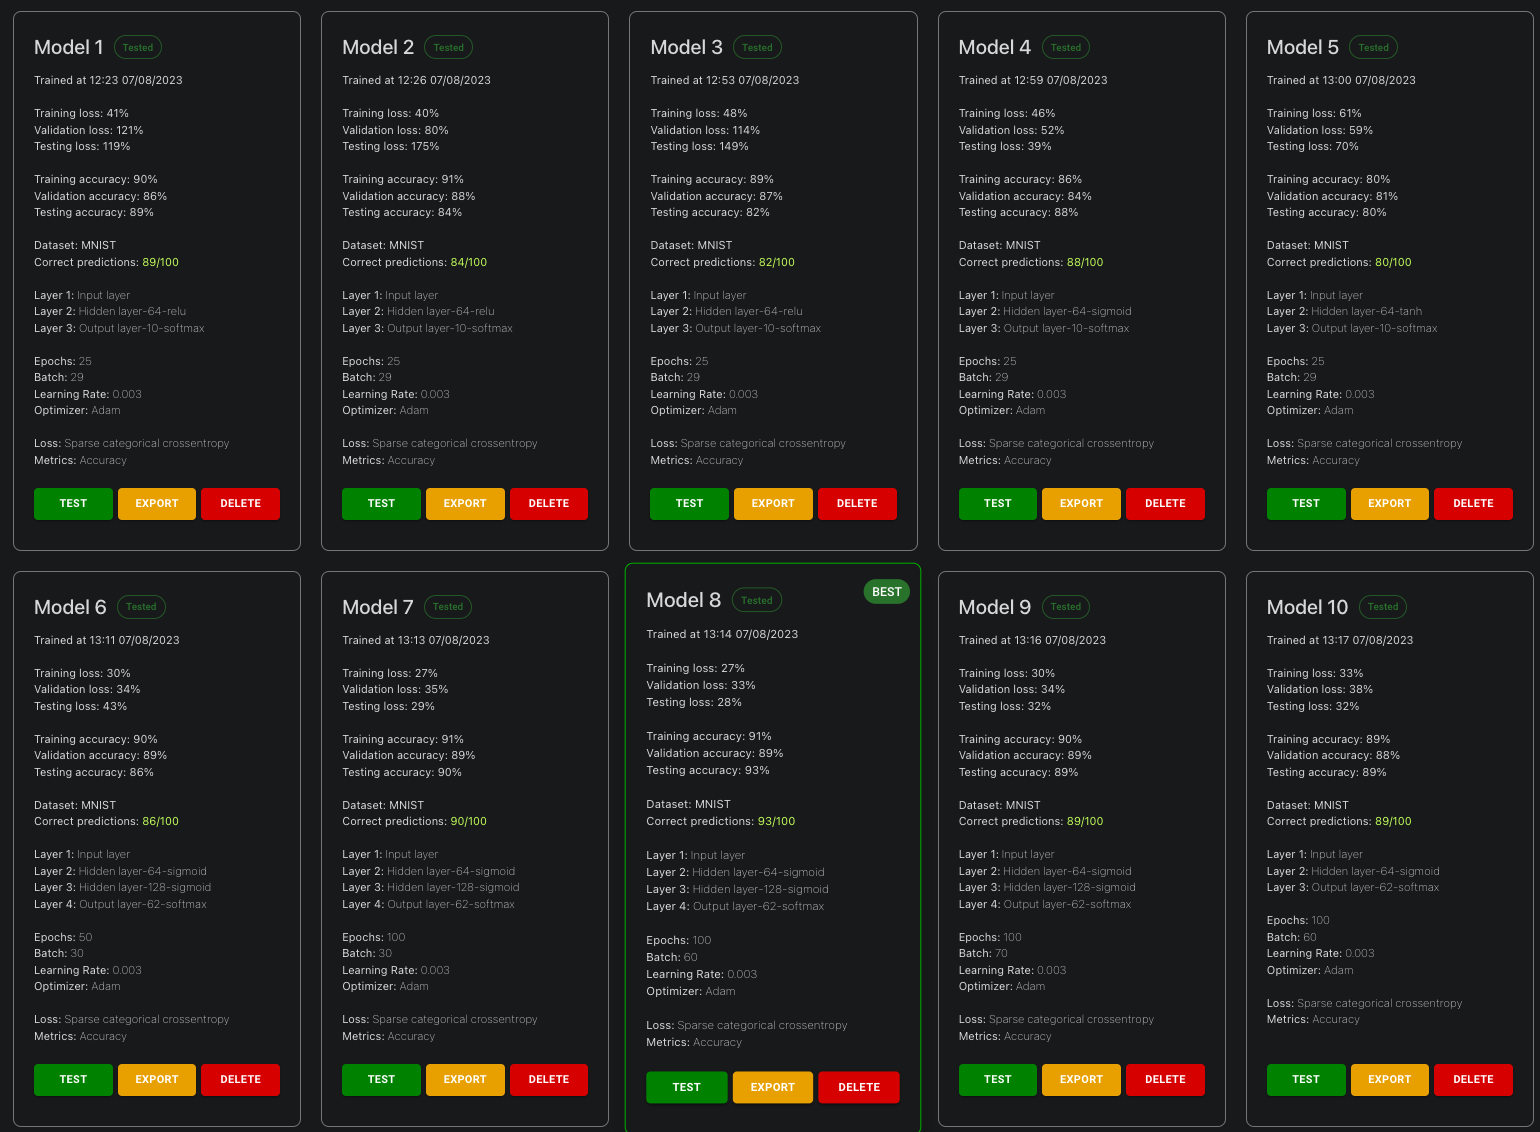 Model 1 Tested
Trained at 12:23 07/08/2023
Training loss: 41%
Validation loss: 121%
Testing loss: 119%
Training accuracy: 90%
Validation accuracy: 86%
Testing accuracy: 89%
Dataset: MNIST
Correct predictions: 89/100
Layer 1: Input layer
Layer 2: Hidden layer-64-relu
Layer 3: Output layer-10-softmax
Epochs: 25
Batch: 29
Learning Rate: 0.003
Optimizer: Adam
Loss: Sparse categorical crossentropy
Metrics: Accuracy
TEST EXPORT DELETE
Model 2 Tested
Trained at 12:26 07/08/2023
Training loss: 40%
Validation loss: 80%
Testing loss: 175%
Training accuracy: 91%
Validation accuracy: 88%
Testing accuracy: 84%
Dataset: MNIST
Correct predictions: 84/100
Layer 1: Input layer
Layer 2: Hidden layer-64-relu
Layer 3: Output layer-10-softmax
Epochs: 25
Batch: 29
Learning Rate: 0.003
Optimizer: Adam
Loss: Sparse categorical crossentropy
Metrics: Accuracy
TEST EXPORT DELETE
Model 3 Tested
Trained at 12:53 07/08/2023
Training loss: 48%
Validation loss: 114%
Testing loss: 149%
Training accuracy: 89%
Validation accuracy: 87%
Testing accuracy: 82%
Dataset: MNIST
Correct predictions: 82/100
Layer 1: Input layer
Layer 2: Hidden layer-64-relu
Layer 3: Output layer-10-softmax
Epochs: 25
Batch: 29
Learning Rate: 0.003
Optimizer: Adam
Loss: Sparse categorical crossentropy
Metrics: Accuracy
TEST EXPORT DELETE
Model 4 Tested
Trained at 12:59 07/08/2023
Training loss: 46%
Validation loss: 52%
Testing loss: 39%
Training accuracy: 86%
Validation accuracy: 84%
Testing accuracy: 88%
Dataset: MNIST
Correct predictions: 88/100
Layer 1: Input layer
Layer 2: Hidden layer-64-sigmoid
Layer 3: Output layer-10-softmax
Epochs: 25
Batch: 29
Learning Rate: 0.003
Optimizer: Adam
Loss: Sparse categorical crossentropy
Metrics: Accuracy
TEST EXPORT DELETE
Model 5 Tested
Trained at 13:00 07/08/2023
Training loss: 61%
Validation loss: 59%
Testing loss: 70%
Training accuracy: 80%
Validation accuracy: 81%
Testing accuracy: 80%
Dataset: MNIST
Correct predictions: 80/100
Layer 1: Input layer
Layer 2: Hidden layer-64-tanh
Layer 3: Output layer-10-softmax
Epochs: 25
Batch: 29
Learning Rate: 0.003
Optimizer: Adam
Loss: Sparse categorical crossentropy
Metrics: Accuracy
TEST EXPORT DELETE
Model 6 Tested
Trained at 13:11 07/08/2023
Training loss: 30%
Validation loss: 34%
Testing loss: 43%
Training accuracy: 90%
Validation accuracy: 89%
Testing accuracy: 86%
Dataset: MNIST
Correct predictions: 86/100
Layer 1: Input layer
Layer 2: Hidden layer-64-sigmoid
Layer 3: Hidden layer-128-sigmoid
Layer 4: Output layer-62-softmax
Epochs: 50
Batch: 30
Learning Rate: 0.003
Optimizer: Adam
Loss: Sparse categorical crossentropy
Metrics: Accuracy
TEST EXPORT DELETE
Model 7 Tested
Trained at 13:13 07/08/2023
Training loss: 27%
Validation loss: 35%
Testing loss: 29%
Training accuracy: 91%
Validation accuracy: 89%
Testing accuracy: 90%
Dataset: MNIST
Correct predictions: 90/100
Layer 1: Input layer
Layer 2: Hidden layer-64-sigmoid
Layer 3: Hidden layer-128-sigmoid
Layer 4: Output layer-62-softmax
Epochs: 100
Batch: 30
Learning Rate: 0.003
Optimizer: Adam
Loss: Sparse categorical crossentropy
Metrics: Accuracy
TEST EXPORT DELETE
Model 8 Tested BEST
Trained at 13:14 07/08/2023
Training loss: 27%
Validation loss: 33%
Testing loss: 28%
Training accuracy: 91%
Validation accuracy: 89%
Testing accuracy: 93%
Dataset: MNIST
Correct predictions: 93/100
Layer 1: Input layer
Layer 2: Hidden layer-64-sigmoid
Layer 3: Hidden layer-128-sigmoid
Layer 4: Output layer-62-softmax
Epochs: 100
Batch: 60
Learning Rate: 0.003
Optimizer: Adam
Loss: Sparse categorical crossentropy
Metrics: Accuracy
TEST EXPORT DELETE
Model 9 Tested
Trained at 13:16 07/08/2023
Training loss: 30%
Validation loss: 34%
Testing loss: 32%
Training accuracy: 90%
Validation accuracy: 89%
Testing accuracy: 89%
Dataset: MNIST
Correct predictions: 89/100
Layer 1: Input layer
Layer 2: Hidden layer-64-sigmoid
Layer 3: Hidden layer-128-sigmoid
Layer 4: Output layer-62-softmax
Epochs: 100
Batch: 70
Learning Rate: 0.003
Optimizer: Adam
Loss: Sparse categorical crossentropy
Metrics: Accuracy
TEST EXPORT DELETE
Model 10 Tested
Trained at 13:17 07/08/2023
Training loss: 33%
Validation loss: 38%
Testing loss: 32%
Training accuracy: 89%
Validation accuracy: 88%
Testing accuracy: 89%
Dataset: MNIST
Correct predictions: 89/100
Layer 1: Input layer
Layer 2: Hidden layer-64-sigmoid
Layer 3: Output layer-62-softmax
Epochs: 100
Batch: 60
Learning Rate: 0.003
Optimizer: Adam
Loss: Sparse categorical crossentropy
Metrics: Accuracy
TEST EXPORT DELETE